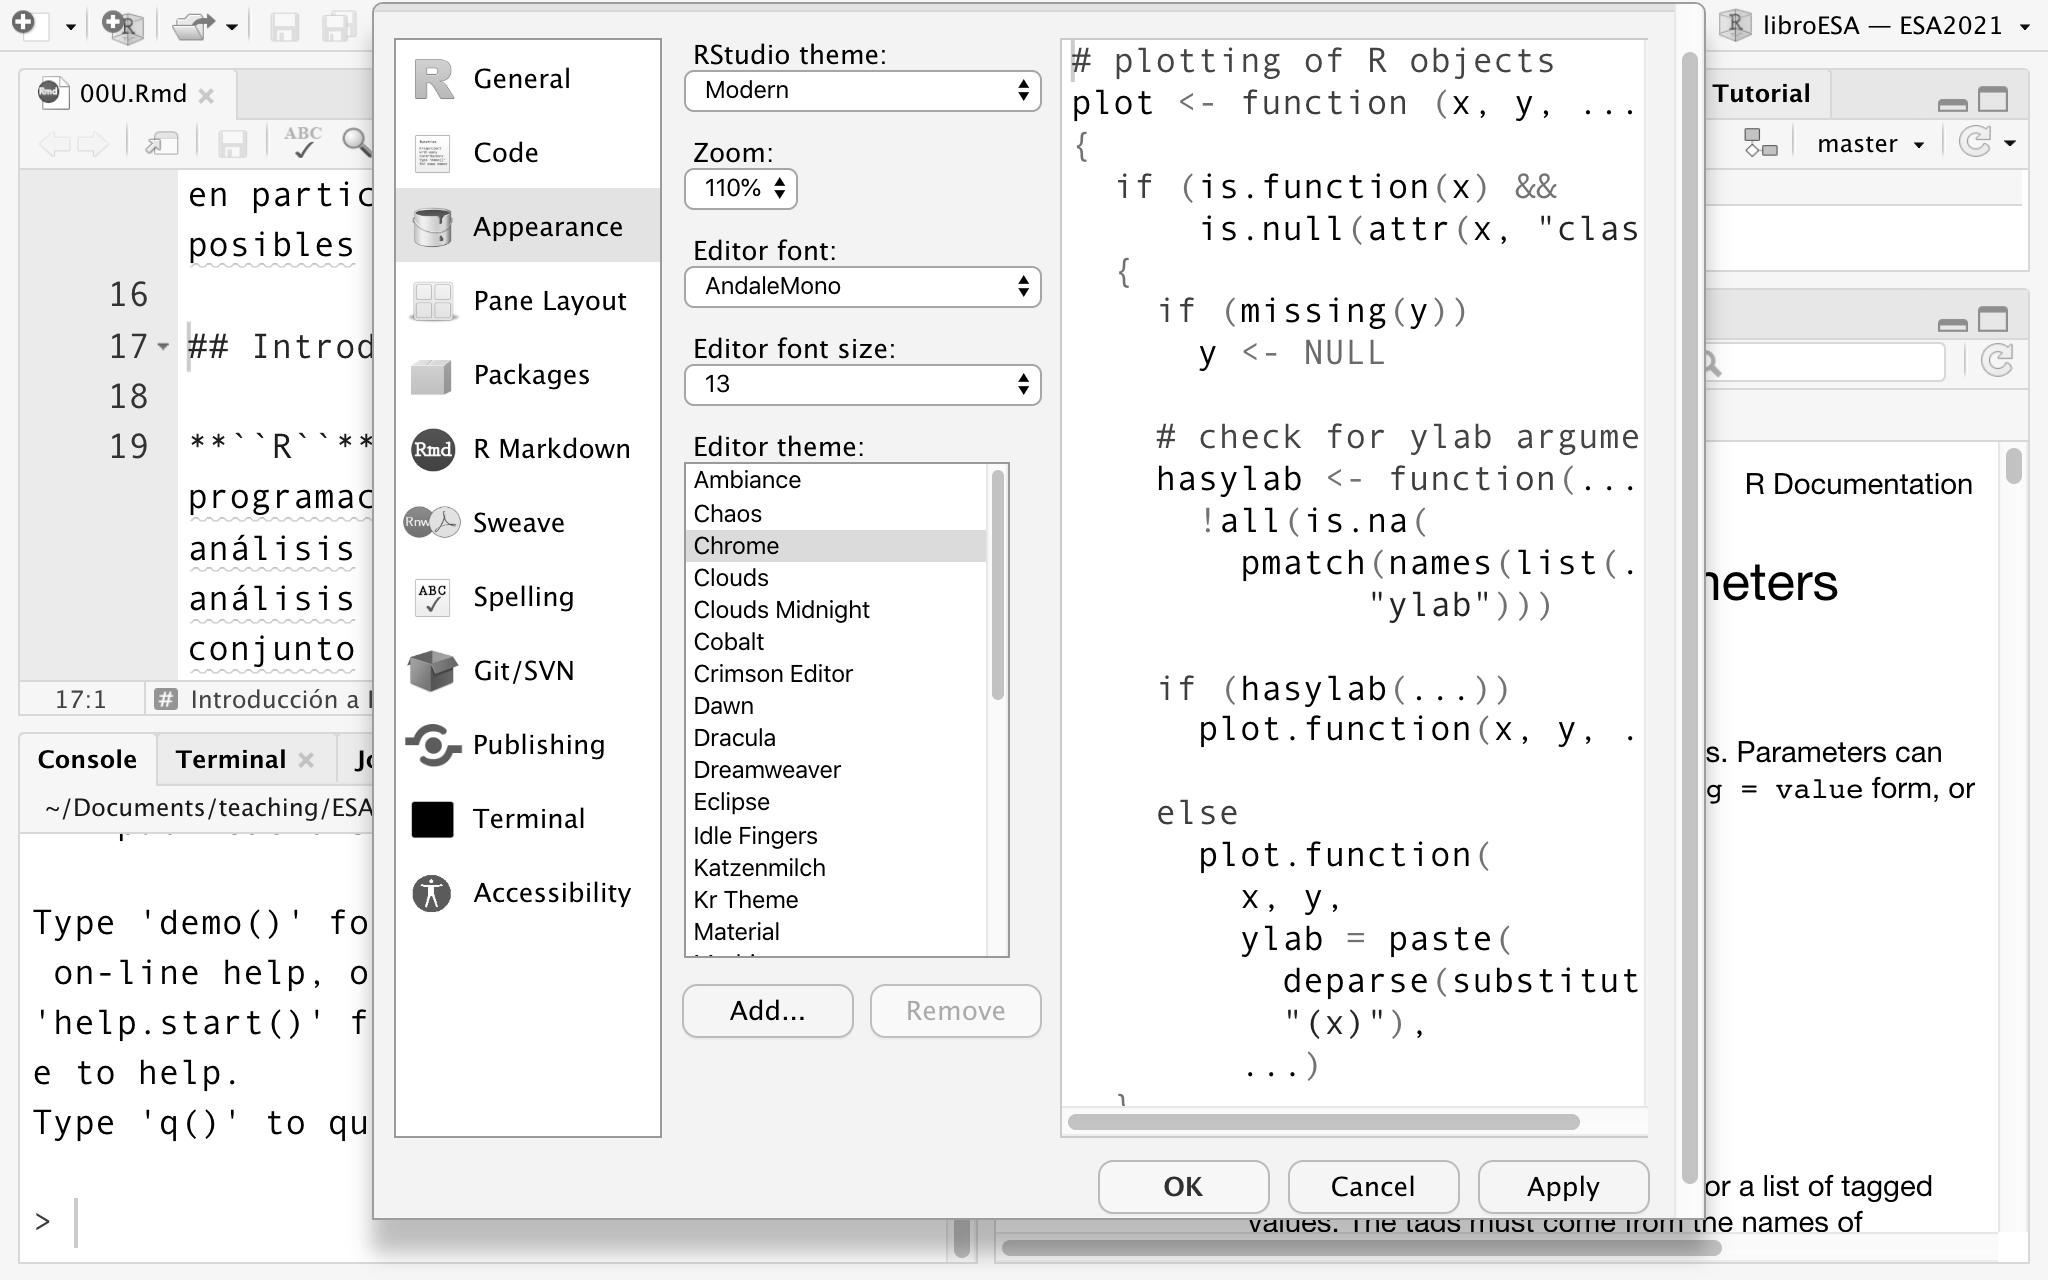 libroESA — ESA2021
00U.Rmd
ABC
en partic
posibles
16
17 ## Introd
18
19 **``R``**
programac
análisis
análisis
conjunto
17:1 # Introducción a
Console Terminal
~/Documents/teaching/ESA
Type 'demo()' fo
on-line help, o
'help.start()' f
e to help.
Type 'q()' to qu
>
General
Code
Appearance
Pane Layout
Packages
Rmd R Markdown
Rnw Sweave
ABC Spelling
Git/SVN
Publishing
Terminal
Accessibility
RStudio theme:
Modern
Zoom:
110%
Editor font:
AndaleMono
Editor font size:
13
Editor theme:
Ambiance
Chaos
Chrome
Clouds
Clouds Midnight
Cobalt
Crimson Editor
Dawn
Dracula
Dreamweaver
Eclipse
Idle Fingers
Katzenmilch
Kr Theme
Material
Add...
Remove
# plotting of R objects
plot <- function (x, y, ...
{
if (is.function(x) &&
is.null(attr(x, "clas
{
if (missing(y))
y <- NULL
# check for ylab argume
hasylab <- function(...
!all(is.na(
pmatch(names(list(.
"ylab")))
if (hasylab(...))
plot.function(x, y, .
else
plot.function(
x, y,
ylab = paste(
deparse(substitut
"(x)"),
...)
}
OK
Cancel
Apply
Tutorial
master
R Documentation
meters
s. Parameters can
g = value form, or
or a list of tagged
values. The tags must come from the names of